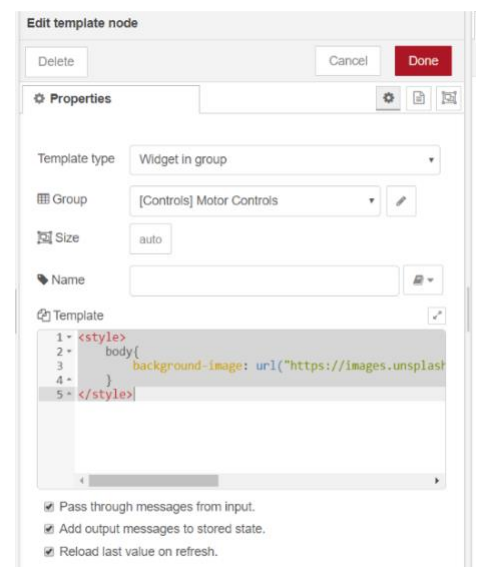 Edit template node
Delete Cancel Done
Properties
Template type Widget in group
Group [Controls] Motor Controls
Size auto
Name
Template
1 <style>
2 body{
3 background-image: url("https://images.unsplash
4 }
5 </style>
Pass through messages from input.
Add output messages to stored state.
Reload last value on refresh.